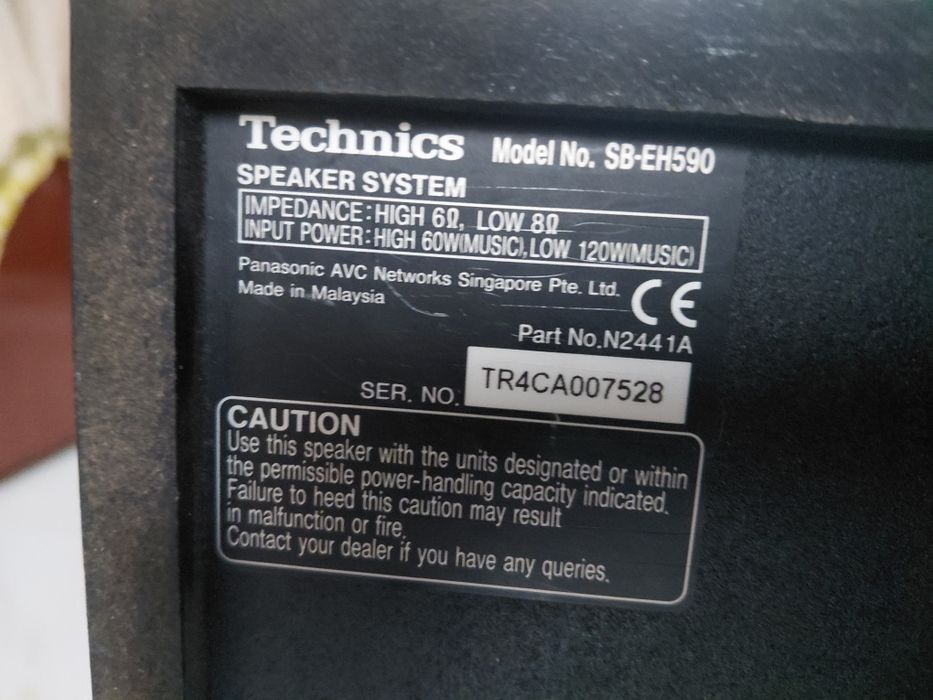 Technics Model No. SB-EH590
SPEAKER SYSTEM
IMPEDANCE:HIGH 6Ω, LOW 8Ω
INPUT POWER:HIGH 60W(MUSIC),LOW 120W(MUSIC)
Panasonic AVC Networks Singapore Pte. Ltd.
Made in Malaysia
CE
Part No.N2441A
SER. NO. TR4CA007528
CAUTION
Use this speaker with the units designated or within
the permissible power-handling capacity indicated.
Failure to heed this caution may result
in malfunction or fire.
Contact your dealer if you have any queries.